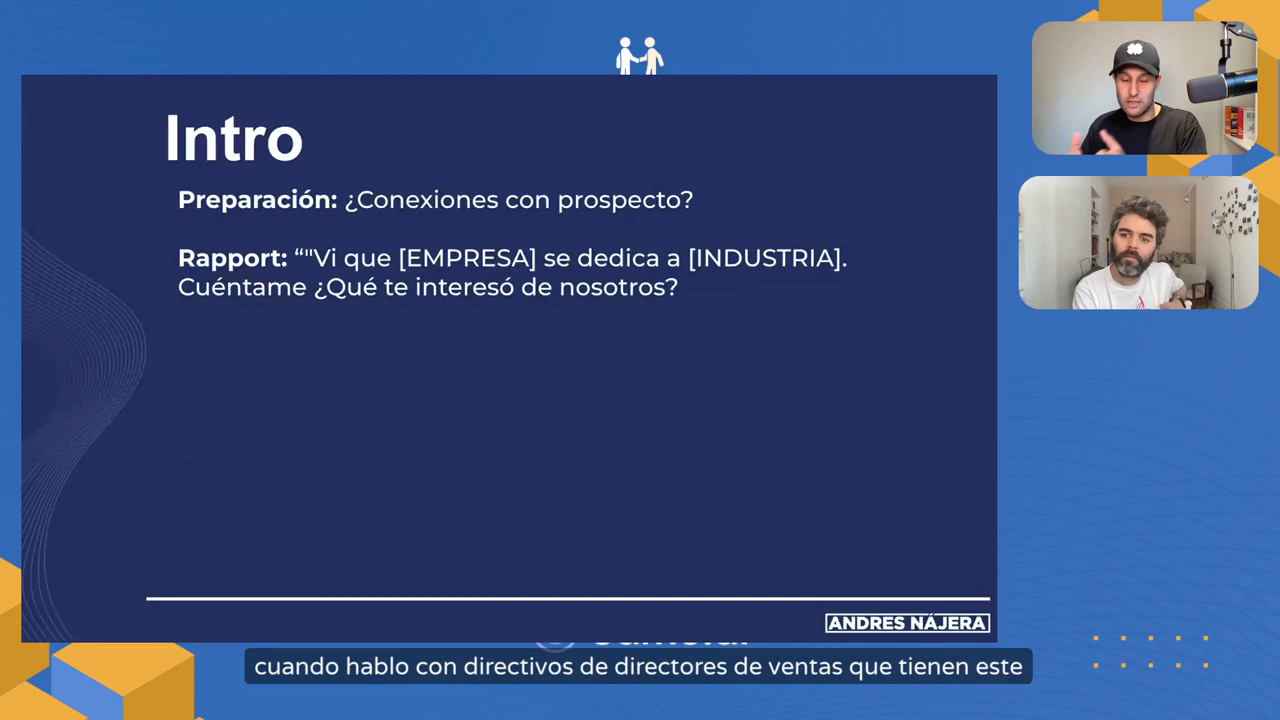 Intro
Preparación: ¿Conexiones con prospecto?
Rapport: “"Vi que [EMPRESA] se dedica a [INDUSTRIA].
Cuéntame ¿Qué te interesó de nosotros?
ANDRES NÁJERA
cuando hablo con directivos de directores de ventas que tienen este